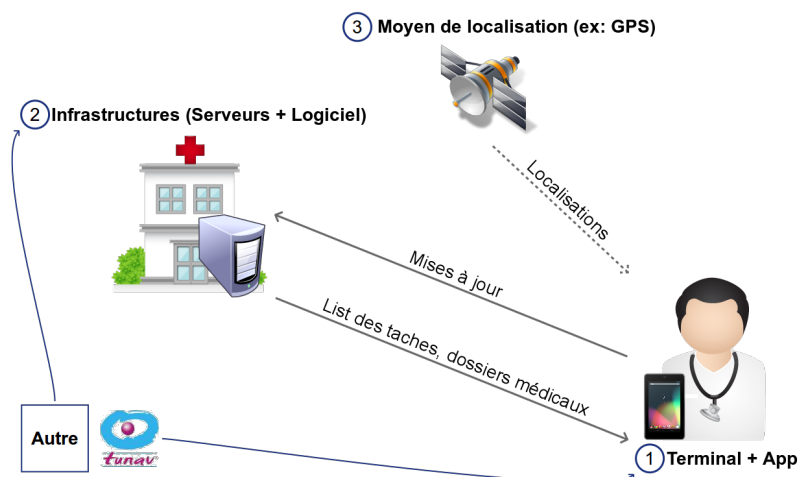 3 Moyen de localisation (ex: GPS)
2 Infrastructures (Serveurs + Logiciel)
Localisations
Mises à jour
List des taches, dossiers médicaux
Autre
tunav
1 Terminal + App